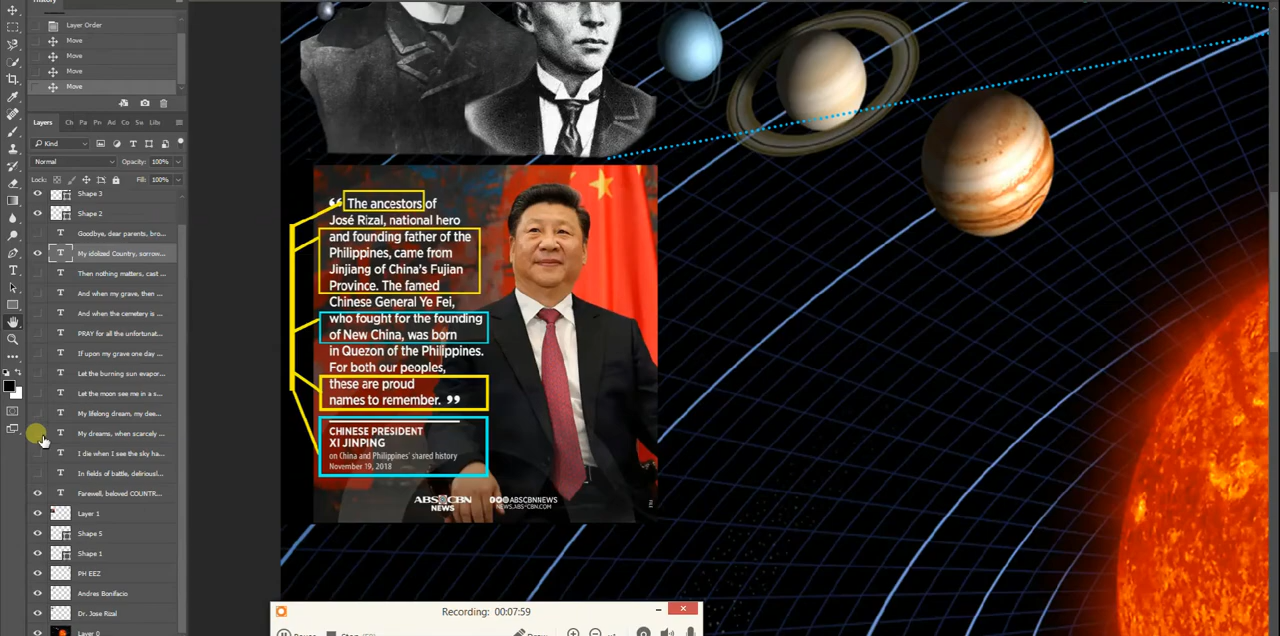 History
Layer Order
Move
Move
Move
Move
Layers
Ch
Pa
Pn
Ad
Co
Sw
Libs
Kind
Normal
Opacity: 100%
Lock:
Fill: 100%
Shape 3
Shape 2
Goodbye, dear parents, bro...
My idolized Country, sorrow...
Then nothing matters, cast ...
And when my grave, then ...
And when the cemetery is ...
PRAY for all the unfortunat...
If upon my grave one day ...
Let the burning sun evapor...
Let the moon see me in a s...
My lifelong dream, my dee...
My dreams, when scarcely ...
I die when I see the sky ha...
In fields of battle, deliriousl...
Farewell, beloved COUNTR...
Layer 1
Shape 5
Shape 1
PH EEZ
Andres Bonifacio
Dr. Jose Rizal
Layer 0
“ The ancestors of
José Rizal, national hero
and founding father of the
Philippines, came from
Jinjiang of China's Fujian
Province. The famed
Chinese General Ye Fei,
who fought for the founding
of New China, was born
in Quezon of the Philippines.
For both our peoples,
these are proud
names to remember. ”
CHINESE PRESIDENT
XI JINPING
on China and Philippines' shared history
November 19, 2018
ABS CBN
NEWS
ABSCBNNEWS
NEWS.ABS-CBN.COM
Recording: 00:07:59
Pause
Stop
Draw